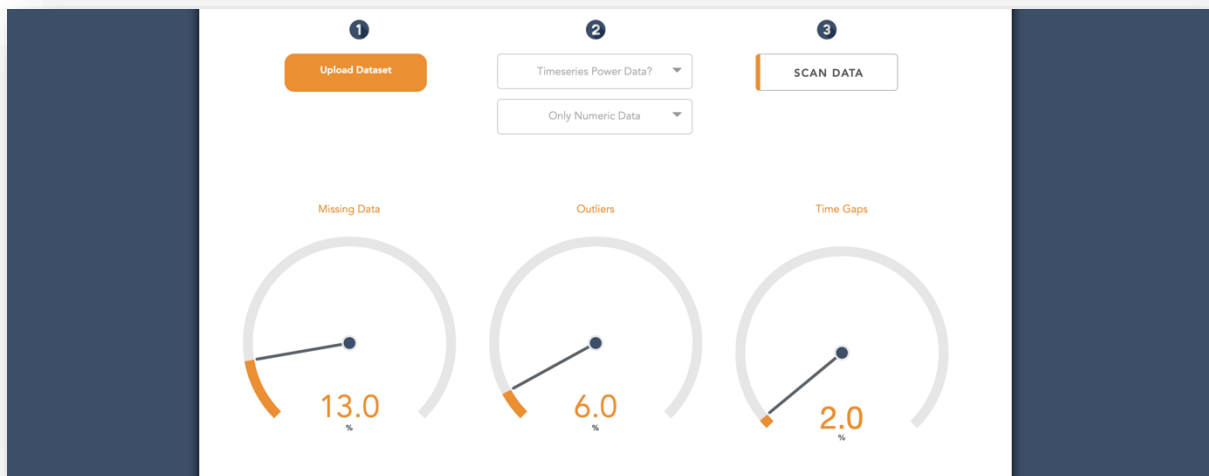 1
2
3
Upload Dataset
Timeseries Power Data?
SCAN DATA
Only Numeric Data
Missing Data
Outliers
Time Gaps
13.0
%
6.0
%
2.0
%